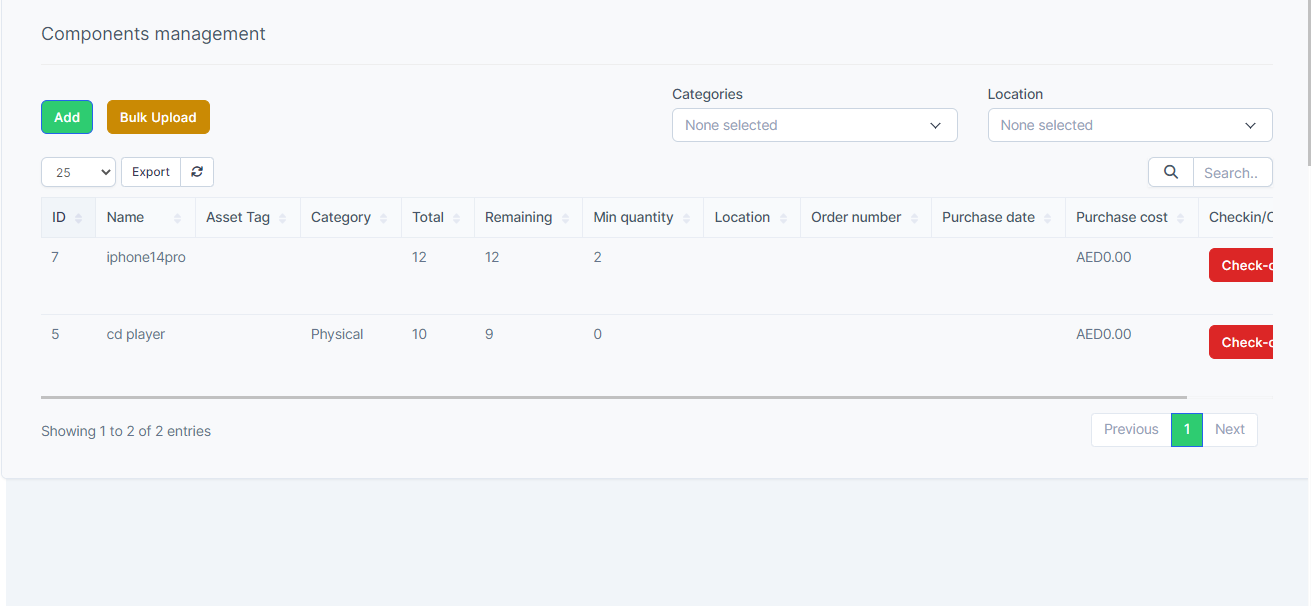 Components management
Categories Location
Add Bulk Upload None selected None selected
25 Export Search..
ID Name Asset Tag Category Total Remaining Min quantity Location Order number Purchase date Purchase cost Checkin/C
7 iphone14pro 12 12 2 AED0.00 Check-o
5 cd player Physical 10 9 0 AED0.00 Check-o
Showing 1 to 2 of 2 entries Previous 1 Next